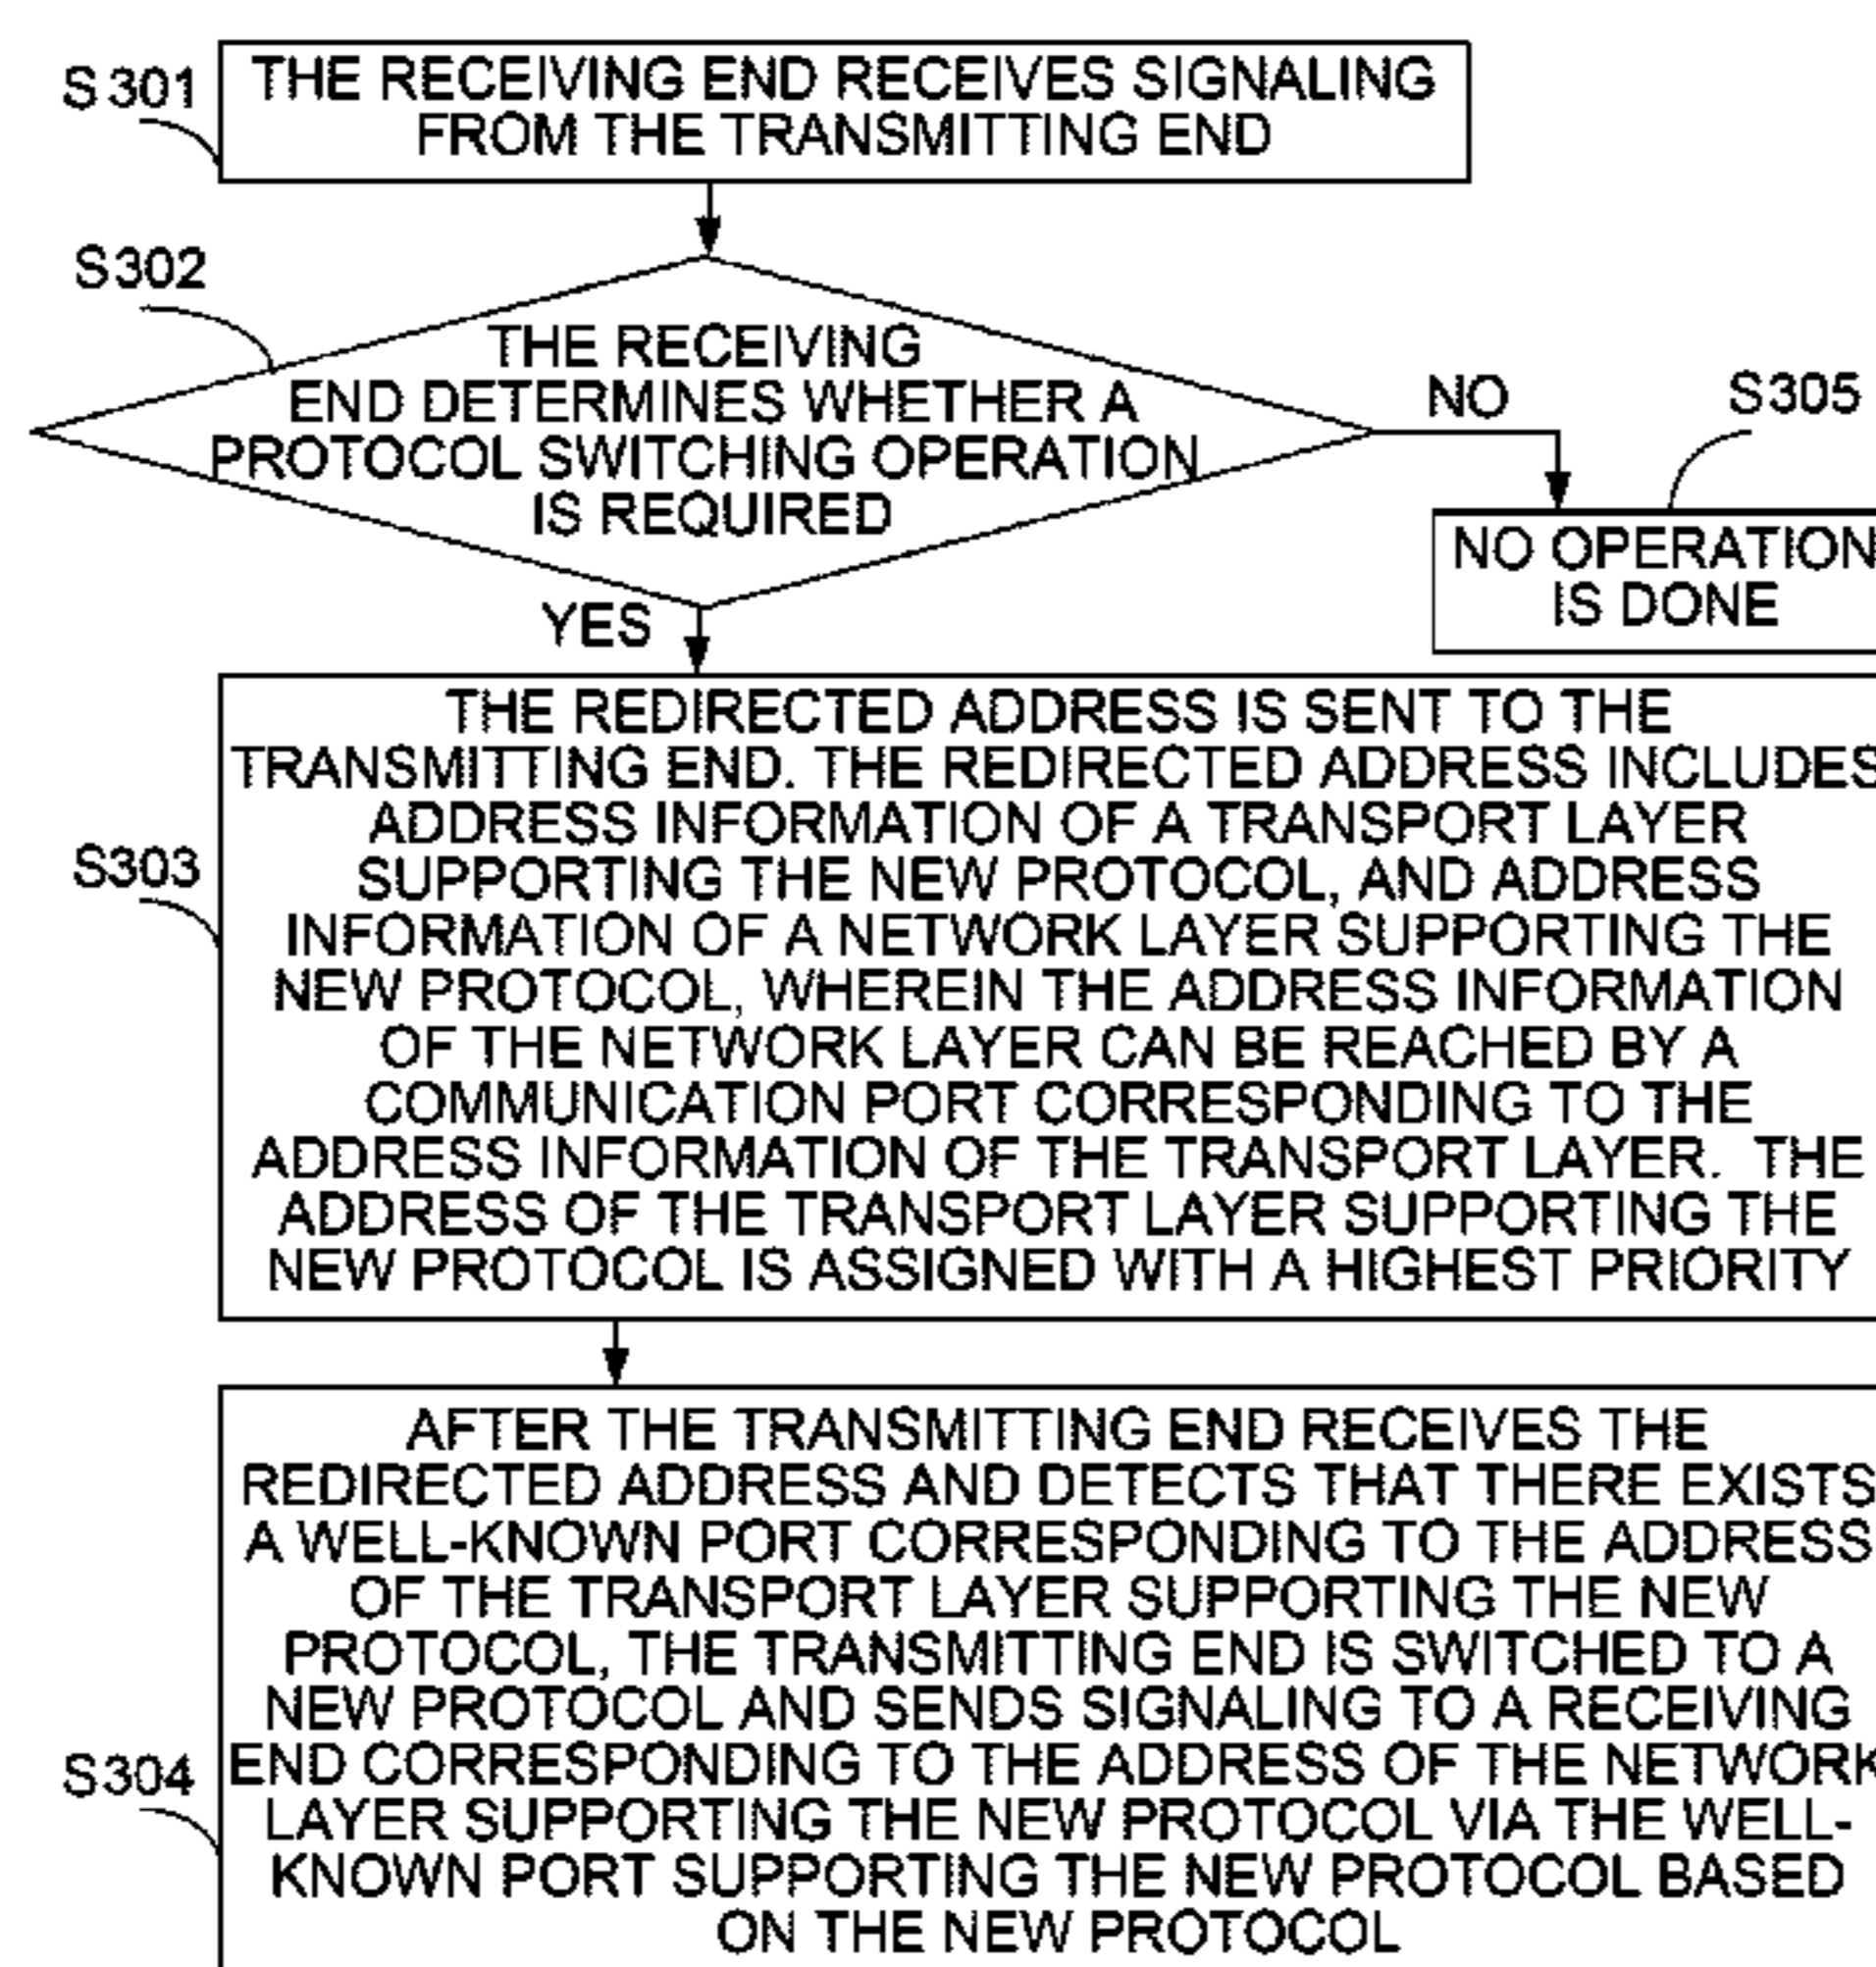 S301
THE RECEIVING END RECEIVES SIGNALING
FROM THE TRANSMITTING END
S302
THE RECEIVING
END DETERMINES WHETHER A
PROTOCOL SWITCHING OPERATION
IS REQUIRED
NO
S305
NO OPERATION
IS DONE
YES
S303
THE REDIRECTED ADDRESS IS SENT TO THE
TRANSMITTING END. THE REDIRECTED ADDRESS INCLUDES
ADDRESS INFORMATION OF A TRANSPORT LAYER
SUPPORTING THE NEW PROTOCOL, AND ADDRESS
INFORMATION OF A NETWORK LAYER SUPPORTING THE
NEW PROTOCOL, WHEREIN THE ADDRESS INFORMATION
OF THE NETWORK LAYER CAN BE REACHED BY A
COMMUNICATION PORT CORRESPONDING TO THE
ADDRESS INFORMATION OF THE TRANSPORT LAYER. THE
ADDRESS OF THE TRANSPORT LAYER SUPPORTING THE
NEW PROTOCOL IS ASSIGNED WITH A HIGHEST PRIORITY
S304
AFTER THE TRANSMITTING END RECEIVES THE
REDIRECTED ADDRESS AND DETECTS THAT THERE EXISTS
A WELL-KNOWN PORT CORRESPONDING TO THE ADDRESS
OF THE TRANSPORT LAYER SUPPORTING THE NEW
PROTOCOL, THE TRANSMITTING END IS SWITCHED TO A
NEW PROTOCOL AND SENDS SIGNALING TO A RECEIVING
END CORRESPONDING TO THE ADDRESS OF THE NETWORK
LAYER SUPPORTING THE NEW PROTOCOL VIA THE WELL-
KNOWN PORT SUPPORTING THE NEW PROTOCOL BASED
ON THE NEW PROTOCOL